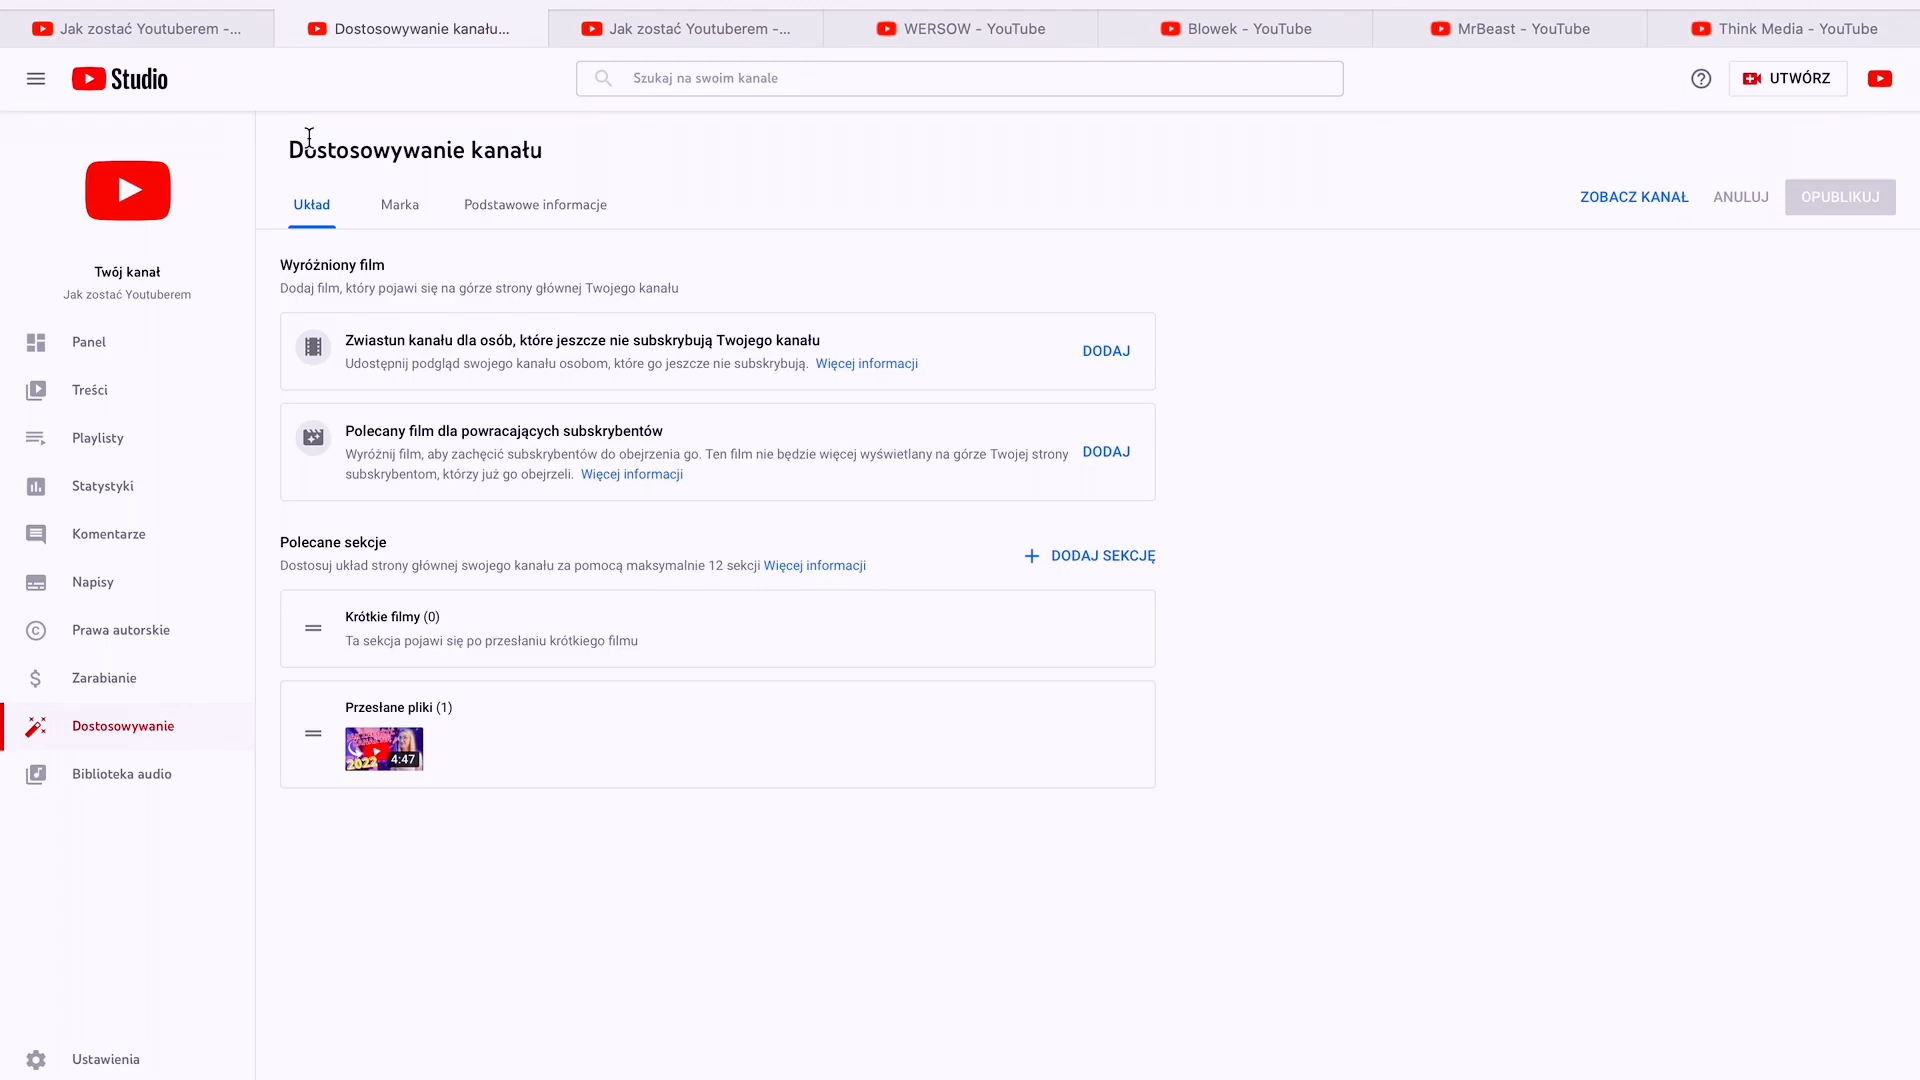 Jak zostać Youtuberem -...
Dostosowywanie kanału...
Jak zostać Youtuberem -...
WERSOW - YouTube
Blowek - YouTube
MrBeast - YouTube
Think Media - YouTube
Studio
Szukaj na swoim kanale
UTWÓRZ
Dostosowywanie kanału
Układ
Marka
Podstawowe informacje
ZOBACZ KANAŁ
ANULUJ
OPUBLIKUJ
Twój kanał
Jak zostać Youtuberem
Panel
Treści
Playlisty
Statystyki
Komentarze
Napisy
Prawa autorskie
Zarabianie
Dostosowywanie
Biblioteka audio
Ustawienia
Wyróżniony film
Dodaj film, który pojawi się na górze strony głównej Twojego kanału
Zwiastun kanału dla osób, które jeszcze nie subskrybują Twojego kanału
Udostępnij podgląd swojego kanału osobom, które go jeszcze nie subskrybują. Więcej informacji
DODAJ
Polecany film dla powracających subskrybentów
Wyróżnij film, aby zachęcić subskrybentów do obejrzenia go. Ten film nie będzie więcej wyświetlany na górze Twojej strony
subskrybentom, którzy już go obejrzeli. Więcej informacji
DODAJ
Polecane sekcje
Dostosuj układ strony głównej swojego kanału za pomocą maksymalnie 12 sekcji Więcej informacji
DODAJ SEKCJĘ
Krótkie filmy (0)
Ta sekcja pojawi się po przesłaniu krótkiego filmu
Przesłane pliki (1)
2022
4:47